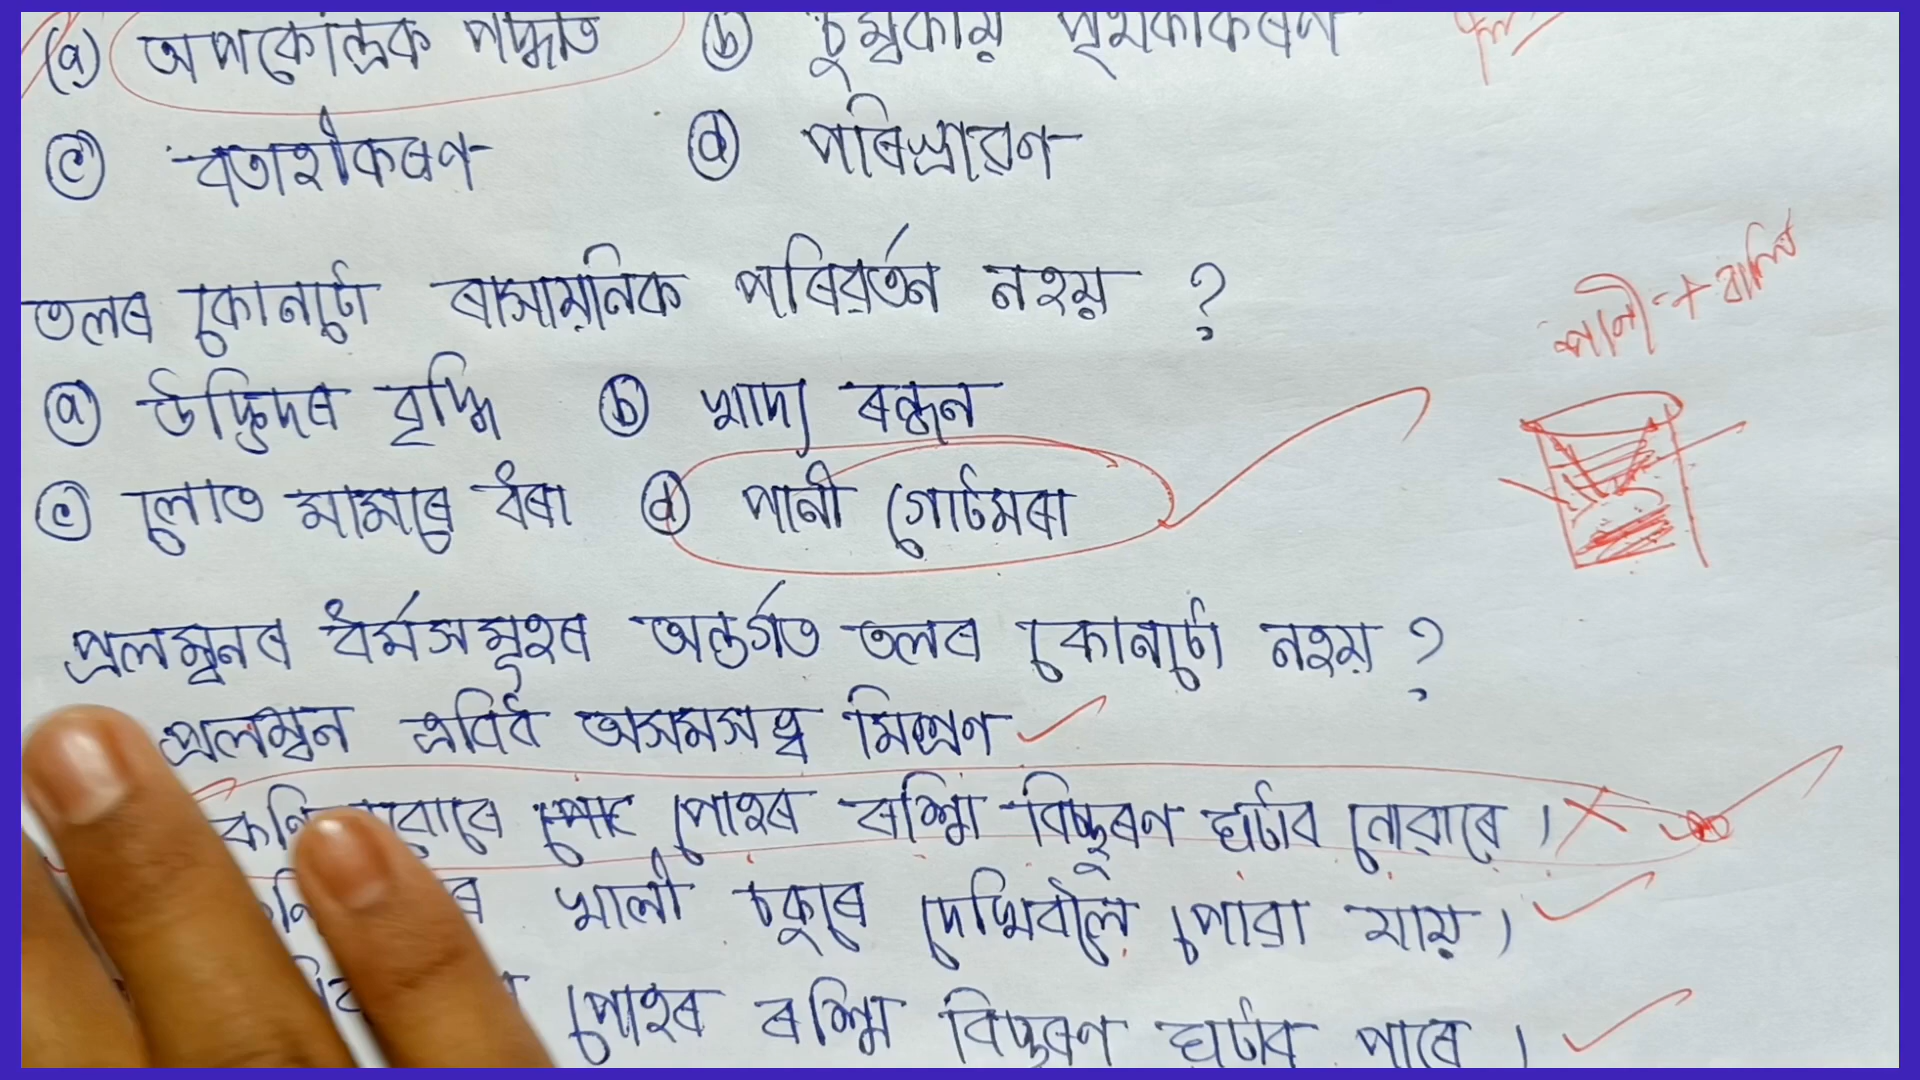 (a) অপকেন্দ্ৰিক পদ্ধতি (b) চুম্বকীয় পৃথকীকৰণ
(c) বতাহীকৰণ (d) পৰিস্ৰাৱণ
তলৰ কোনটো ৰাসায়নিক পৰিৱৰ্তন নহয় ?
(a) উদ্ভিদৰ বৃদ্ধি (b) খাদ্য ৰন্ধন
(c) লোত মামৰে ধৰা (d) পানী গোটমৰা
পানী + বালি
প্ৰলম্বনৰ ধৰ্মসমূহৰ অন্তৰ্গত তলৰ কোনটো নহয় ?
প্ৰলম্বন এবিধ অসমসত্ত্ব মিশ্ৰণ
পোহৰ ৰশ্মি বিচ্ছুৰণ ঘটাব নোৱাৰে ।
খালী চকুৰে দেখিবলৈ পোৱা যায় ।
পোহৰ ৰশ্মি বিচ্ছুৰণ ঘটাব পাৰে ।